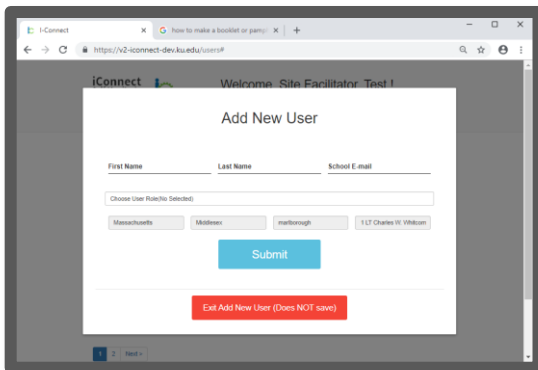 I-Connect
how to make a booklet or pamp
https://v2-iconnect-dev.ku.edu/users#
iConnect
Welcome, Site Facilitator, Test !
Add New User
First Name Last Name School E-mail
Choose User Role(No Selected)
Massachusetts Middlesex marlborough 1 LT Charles W. Whitcom
Submit
Exit Add New User (Does NOT save)
1 2 Next »